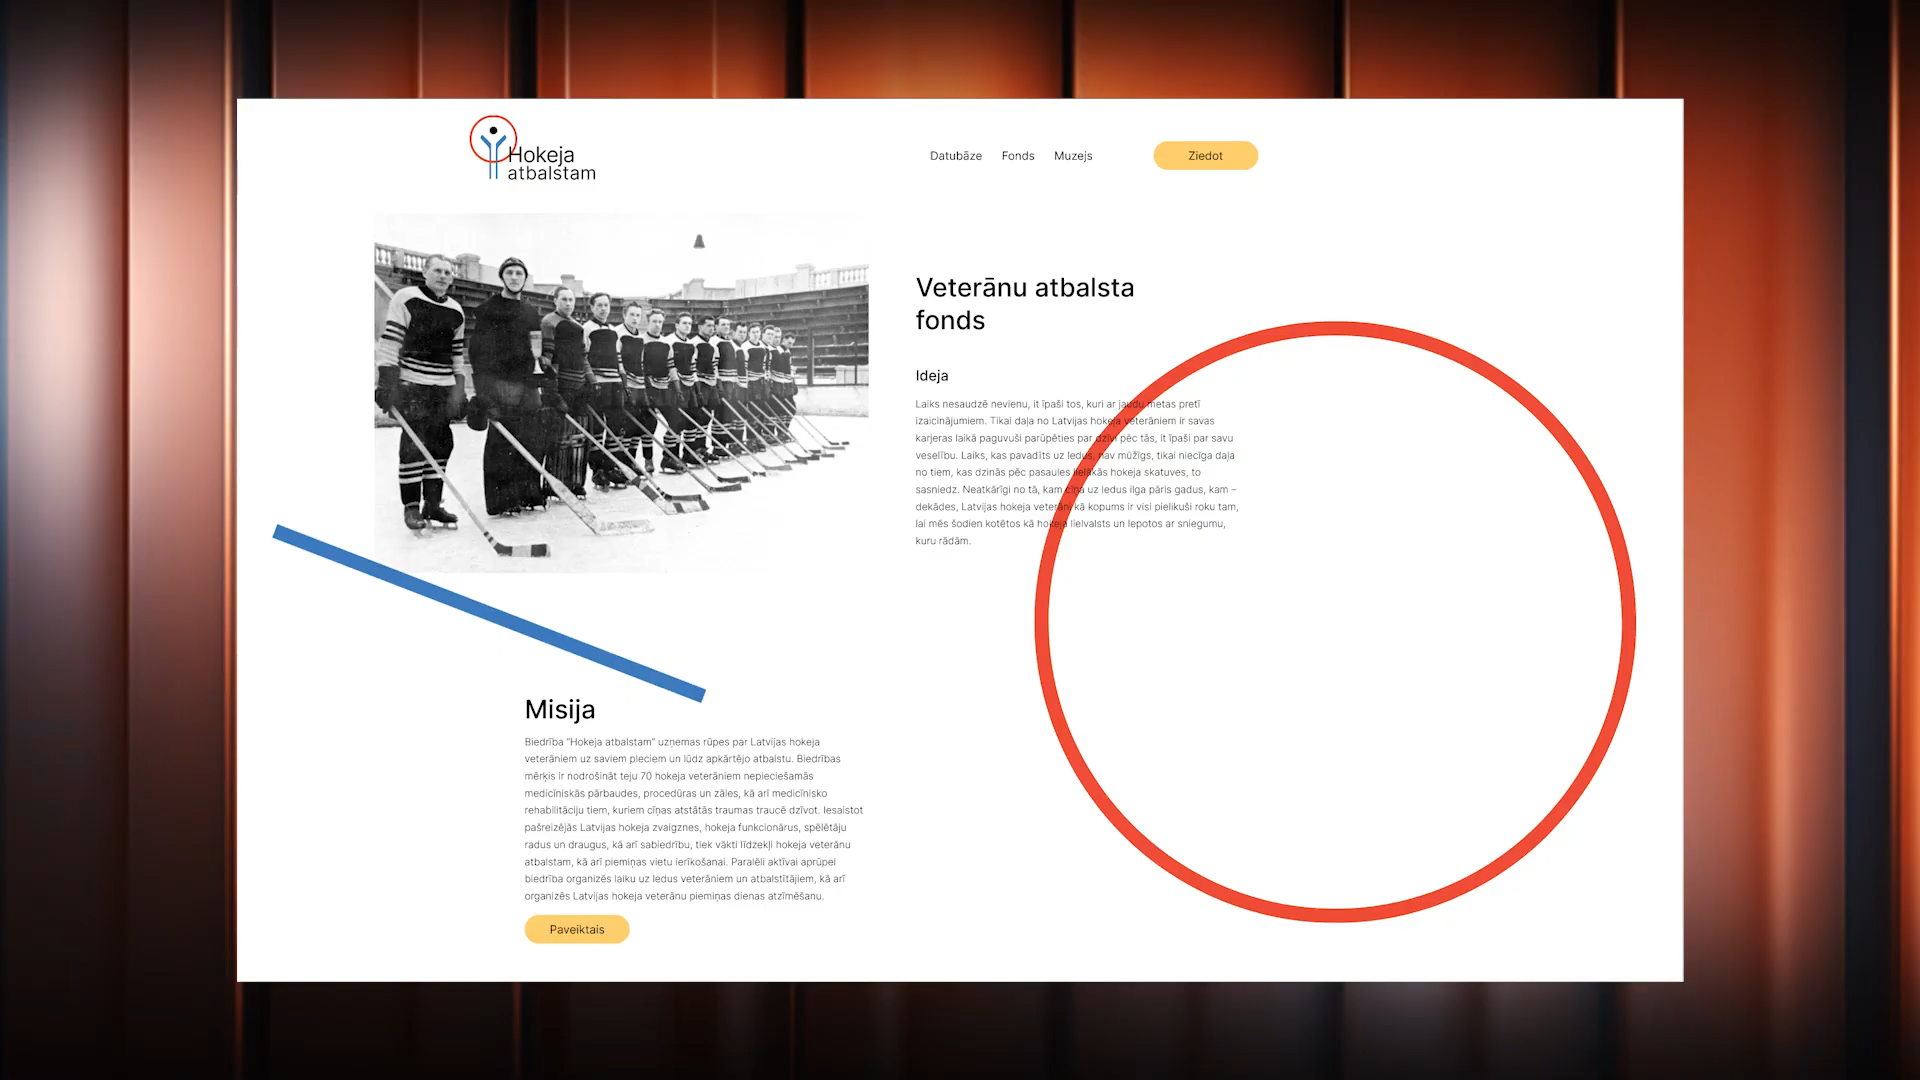 Hokeja
atbalstam
Datubāze
Fonds
Muzejs
Ziedot
Veterānu atbalsta
fonds
Ideja
Laiks nesaudzē nevienu, it īpaši tos, kuri ar jaudu metas pretī
izaicinājumiem. Tikai daļa no Latvijas hokeja veterāniem ir savas
karjeras laikā paguvuši parūpēties par dzīvi pēc tās, it īpaši par savu
veselību. Laiks, kas pavadīts uz ledus, nav mūžīgs, tikai niecīga daļa
no tiem, kas dzinās pēc pasaules lielākās hokeja skatuves, to
sasniedz. Neatkārīgi no tā, kam cīņa uz ledus ilga pāris gadus, kam –
dekādes, Latvijas hokeja veterāni kā kopums ir visi pielikuši roku tam,
lai mēs šodien kotētos kā hokeja lielvalsts un lepotos ar sniegumu,
kuru rādām.
Misija
Biedrība "Hokeja atbalstam" uzņemas rūpes par Latvijas hokeja
veterāniem uz saviem pleciem un lūdz apkārtējo atbalstu. Biedrības
mērķis ir nodrošināt teju 70 hokeja veterāniem nepieciešamās
medicīniskās pārbaudes, procedūras un zāles, kā arī medicīnisko
rehabilitāciju tiem, kuriem cīņas atstātās traumas traucē dzīvot. Iesaistot
pašreizējās Latvijas hokeja zvaigznes, hokeja funkcionārus, spēlētāju
radus un draugus, kā arī sabiedrību, tiek vākti līdzekļi hokeja veterānu
atbalstam, kā arī piemiņas vietu ierīkošanai. Paralēli aktīvai aprūpei
biedrība organizēs laiku uz ledus veterāniem un atbalstītājiem, kā arī
organizēs Latvijas hokeja veterānu piemiņas dienas atzīmēšanu.
Paveiktais